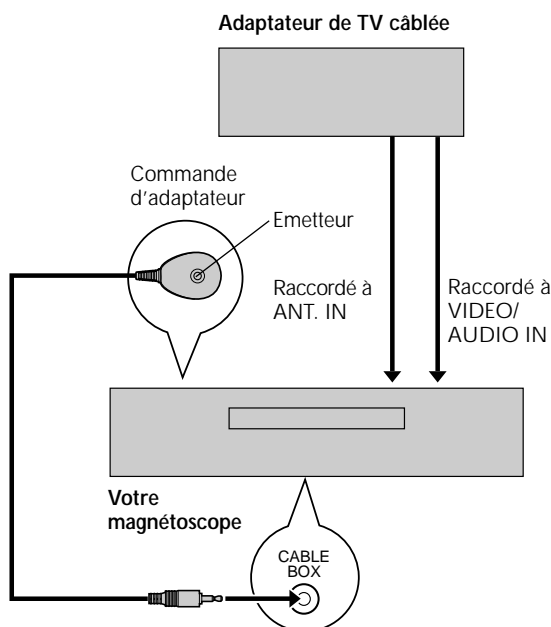 Adaptateur de TV câblée
Commande
d'adaptateur
Emetteur
Raccordé à
ANT. IN
Raccordé à
VIDEO/
AUDIO IN
Votre
magnétoscope
CABLE
BOX